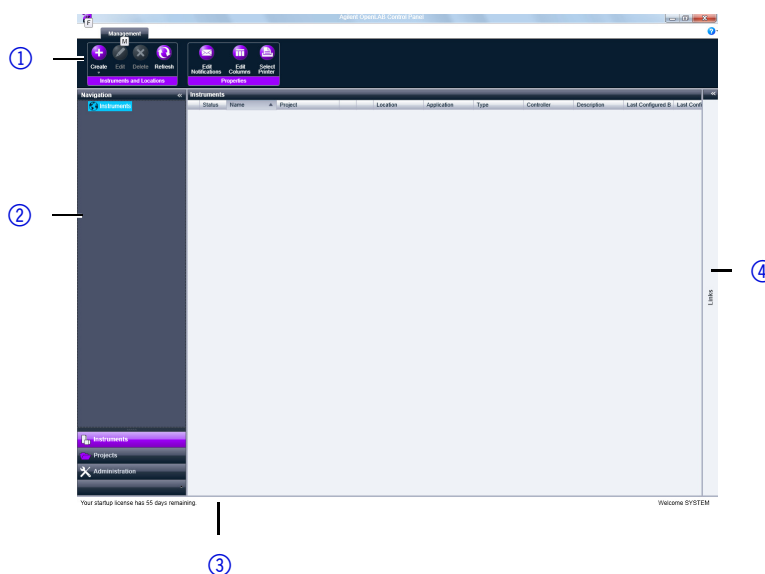 Agilent OpenLAB Control Panel
F
Management
M
①
Create Edit Delete Refresh
Edit Notifications Edit Columns Select Printer
Instruments and Locations Properties
Navigation « Instruments «
Instruments
Status Name Project Location Application Type Controller Description Last Configured B Last Confi
②
④
Links
Instruments
Projects
Administration
Your startup license has 55 days remaining. Welcome SYSTEM
③